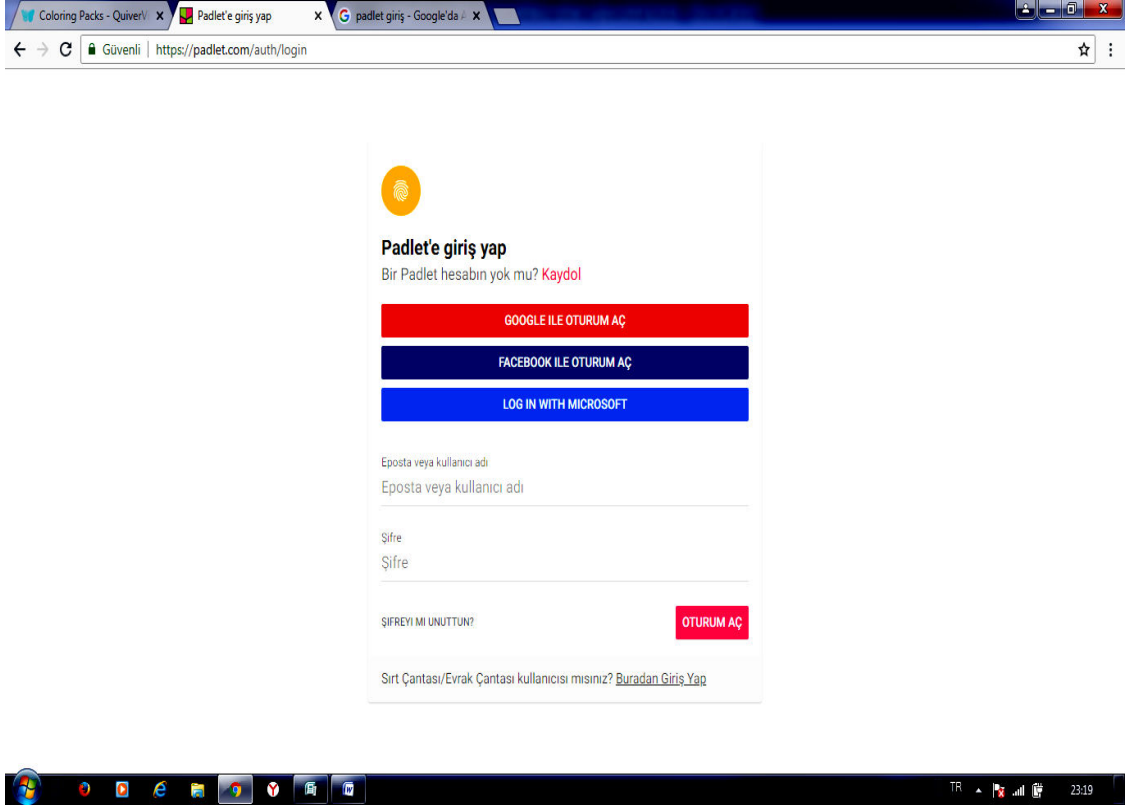 Coloring Packs - QuiverVi
Padlet'e giriş yap
padlet giriş - Google'da A
Güvenli | https://padlet.com/auth/login
Padlet'e giriş yap
Bir Padlet hesabın yok mu? Kaydol
GOOGLE ILE OTURUM AÇ
FACEBOOK ILE OTURUM AÇ
LOG IN WITH MICROSOFT
Eposta veya kullanıcı adı
Eposta veya kullanıcı adı
Şifre
Şifre
ŞIFREYI MI UNUTTUN?
OTURUM AÇ
Sırt Çantası/Evrak Çantası kullanıcısı mısınız? Buradan Giriş Yap
TR
23:19